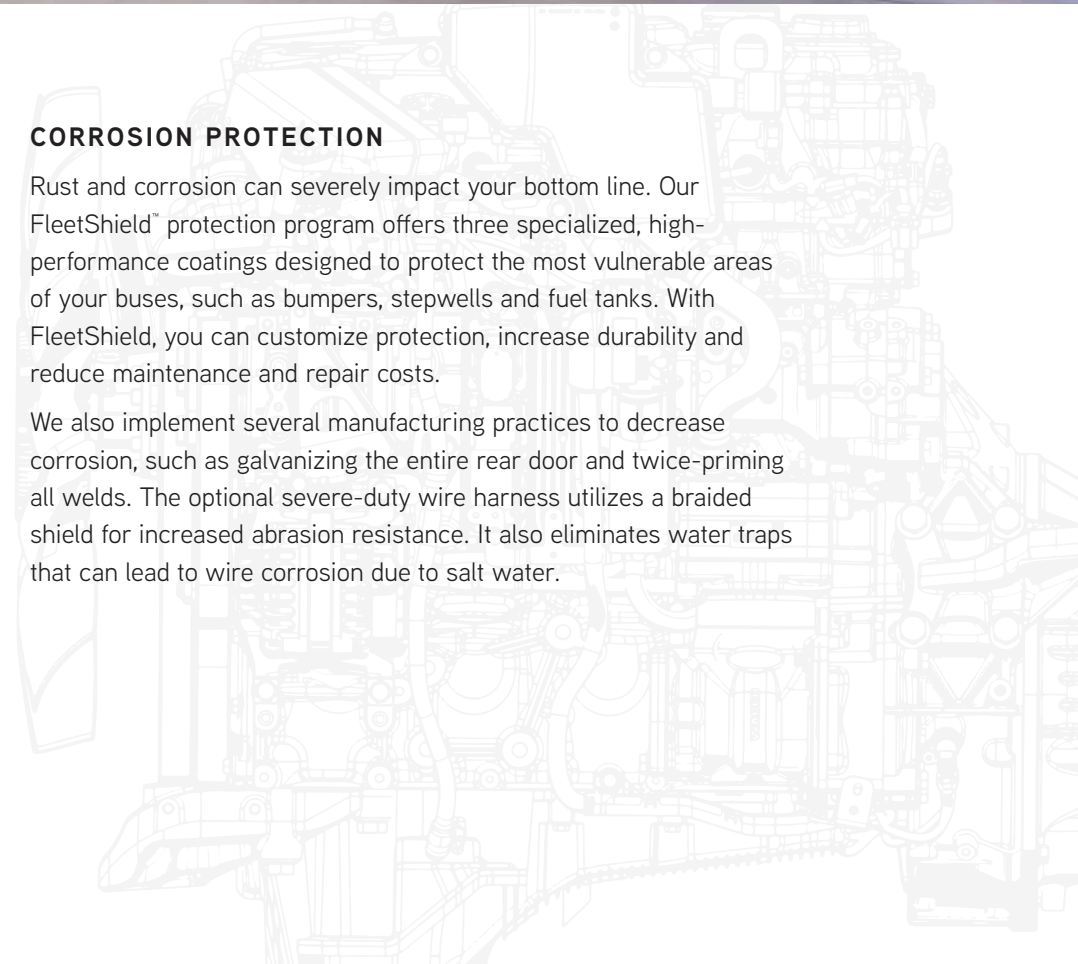 CORROSION PROTECTION
Rust and corrosion can severely impact your bottom line. Our
FleetShield™ protection program offers three specialized, high-
performance coatings designed to protect the most vulnerable areas
of your buses, such as bumpers, stepwells and fuel tanks. With
FleetShield, you can customize protection, increase durability and
reduce maintenance and repair costs.
We also implement several manufacturing practices to decrease
corrosion, such as galvanizing the entire rear door and twice-priming
all welds. The optional severe-duty wire harness utilizes a braided
shield for increased abrasion resistance. It also eliminates water traps
that can lead to wire corrosion due to salt water.